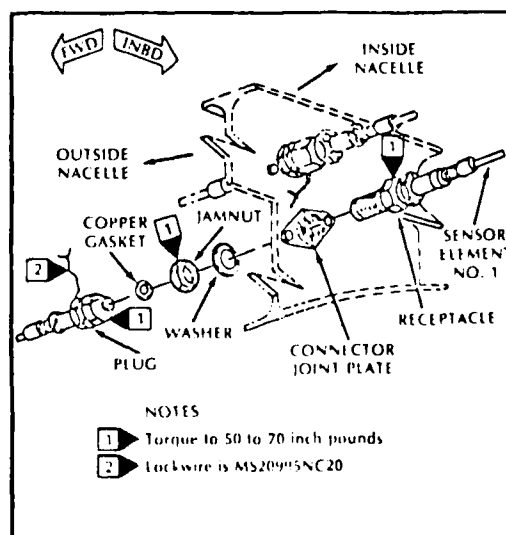 FWD
INBD
INSIDE
NACELLE
OUTSIDE
NACELLE
1
COPPER
GASKET
1
JAMNUT
2
SENSOR
ELEMENT
NO. 1
1
WASHER
RECEPTACLE
PLUG
CONNECTOR
JOINT PLATE
NOTES
1 Torque to 50 to 70 inch pounds
2 Lockwire is MS20995NC20